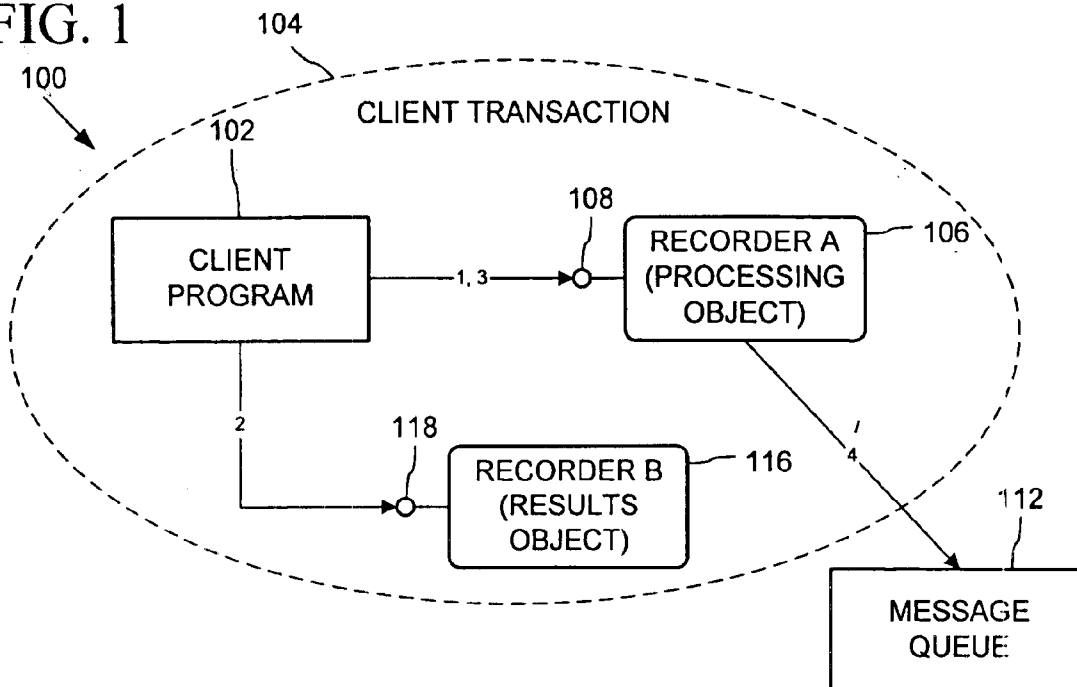 FIG. 1
104
100
CLIENT TRANSACTION
102
108
RECORDER A
(PROCESSING
OBJECT)
106
CLIENT
PROGRAM
1, 3
2
118
RECORDER B
(RESULTS
OBJECT)
116
4
112
MESSAGE
QUEUE